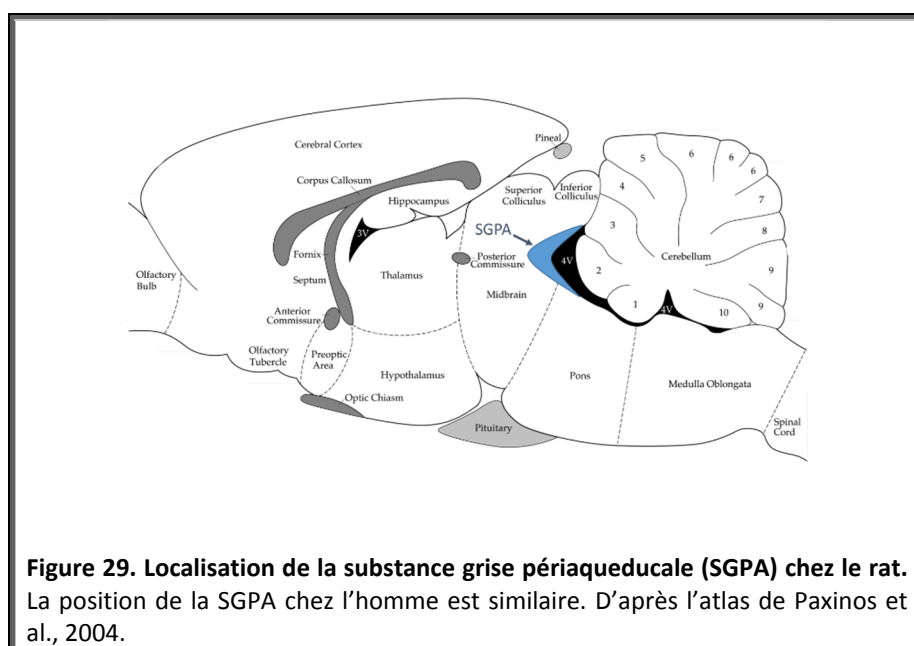 Pineal
Cerebral Cortex
5
6
6
6
Corpus Callosum
4
7
Hippocampus
Superior
Colliculus
Inferior
Colliculus
3V
SGPA
3
8
Fornix
Posterior
Commissure
4V
Cerebellum
Olfactory
Bulb
Septum
Thalamus
2
9
Midbrain
Anterior
Commissure
1
4V
10
9
Olfactory
Tubercle
Preoptic
Area
Hypothalamus
Pons
Medulla Oblongata
Optic Chiasm
Spinal
Cord
Pituitary
Figure 29. Localisation de la substance grise périaqueducale (SGPA) chez le rat.
La position de la SGPA chez l’homme est similaire. D’après l’atlas de Paxinos et
al., 2004.